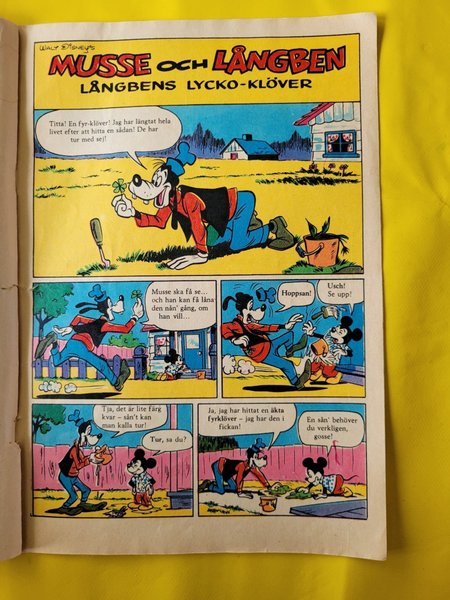 WALT DISNEY'S
MUSSE OCH LÅNGBEN
LÅNGBENS LYCKO-KLÖVER
Titta! En fyr-klöver! Jag har längtat hela
livet efter att hitta en sådan! De har
tur med sej!
Musse ska få se...
och han kan få låna
den nån' gång, om
han vill...
Hoppsan!
Usch!
Se upp!
Tja, det är lite färg
kvar – sån't kan
man kalla tur!
Tur, sa du?
Ja, jag har hittat en äkta
fyrklöver – jag har den i
fickan!
En sån' behöver
du verkligen,
gosse!